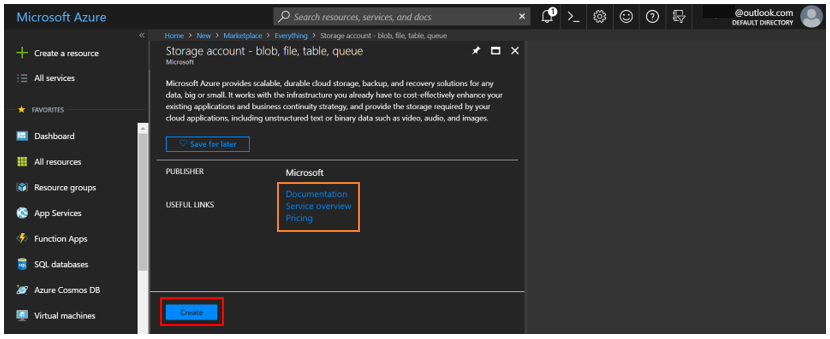 Microsoft Azure
Search resources, services, and docs
1
@outlook.com
DEFAULT DIRECTORY
Home > New > Marketplace > Everything > Storage account - blob, file, table, queue
Create a resource
All services
FAVORITES
Dashboard
All resources
Resource groups
App Services
Function Apps
SQL databases
Azure Cosmos DB
Virtual machines
Storage account - blob, file, table, queue
Microsoft
Microsoft Azure provides scalable, durable cloud storage, backup, and recovery solutions for any
data, big or small. It works with the infrastructure you already have to cost-effectively enhance your
existing applications and business continuity strategy, and provide the storage required by your
cloud applications, including unstructured text or binary data such as video, audio, and images.
Save for later
PUBLISHER
Microsoft
USEFUL LINKS
Documentation
Service overview
Pricing
Create